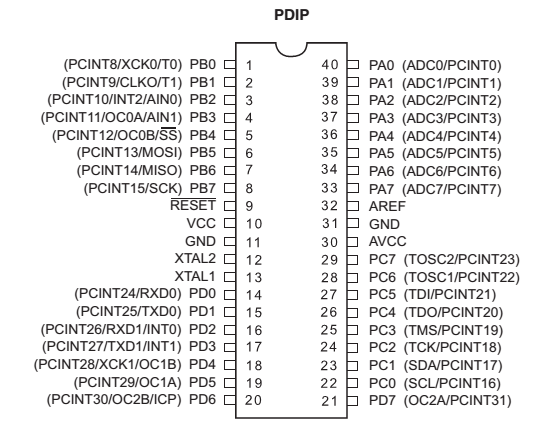 PDIP
(PCINT8/XCK0/T0) PB0 1 40 PA0 (ADC0/PCINT0)
(PCINT9/CLKO/T1) PB1 2 39 PA1 (ADC1/PCINT1)
(PCINT10/INT2/AIN0) PB2 3 38 PA2 (ADC2/PCINT2)
(PCINT11/OC0A/AIN1) PB3 4 37 PA3 (ADC3/PCINT3)
(PCINT12/OC0B/SS) PB4 5 36 PA4 (ADC4/PCINT4)
(PCINT13/MOSI) PB5 6 35 PA5 (ADC5/PCINT5)
(PCINT14/MISO) PB6 7 34 PA6 (ADC6/PCINT6)
(PCINT15/SCK) PB7 8 33 PA7 (ADC7/PCINT7)
RESET 9 32 AREF
VCC 10 31 GND
GND 11 30 AVCC
XTAL2 12 29 PC7 (TOSC2/PCINT23)
XTAL1 13 28 PC6 (TOSC1/PCINT22)
(PCINT24/RXD0) PD0 14 27 PC5 (TDI/PCINT21)
(PCINT25/TXD0) PD1 15 26 PC4 (TDO/PCINT20)
(PCINT26/RXD1/INT0) PD2 16 25 PC3 (TMS/PCINT19)
(PCINT27/TXD1/INT1) PD3 17 24 PC2 (TCK/PCINT18)
(PCINT28/XCK1/OC1B) PD4 18 23 PC1 (SDA/PCINT17)
(PCINT29/OC1A) PD5 19 22 PC0 (SCL/PCINT16)
(PCINT30/OC2B/ICP) PD6 20 21 PD7 (OC2A/PCINT31)